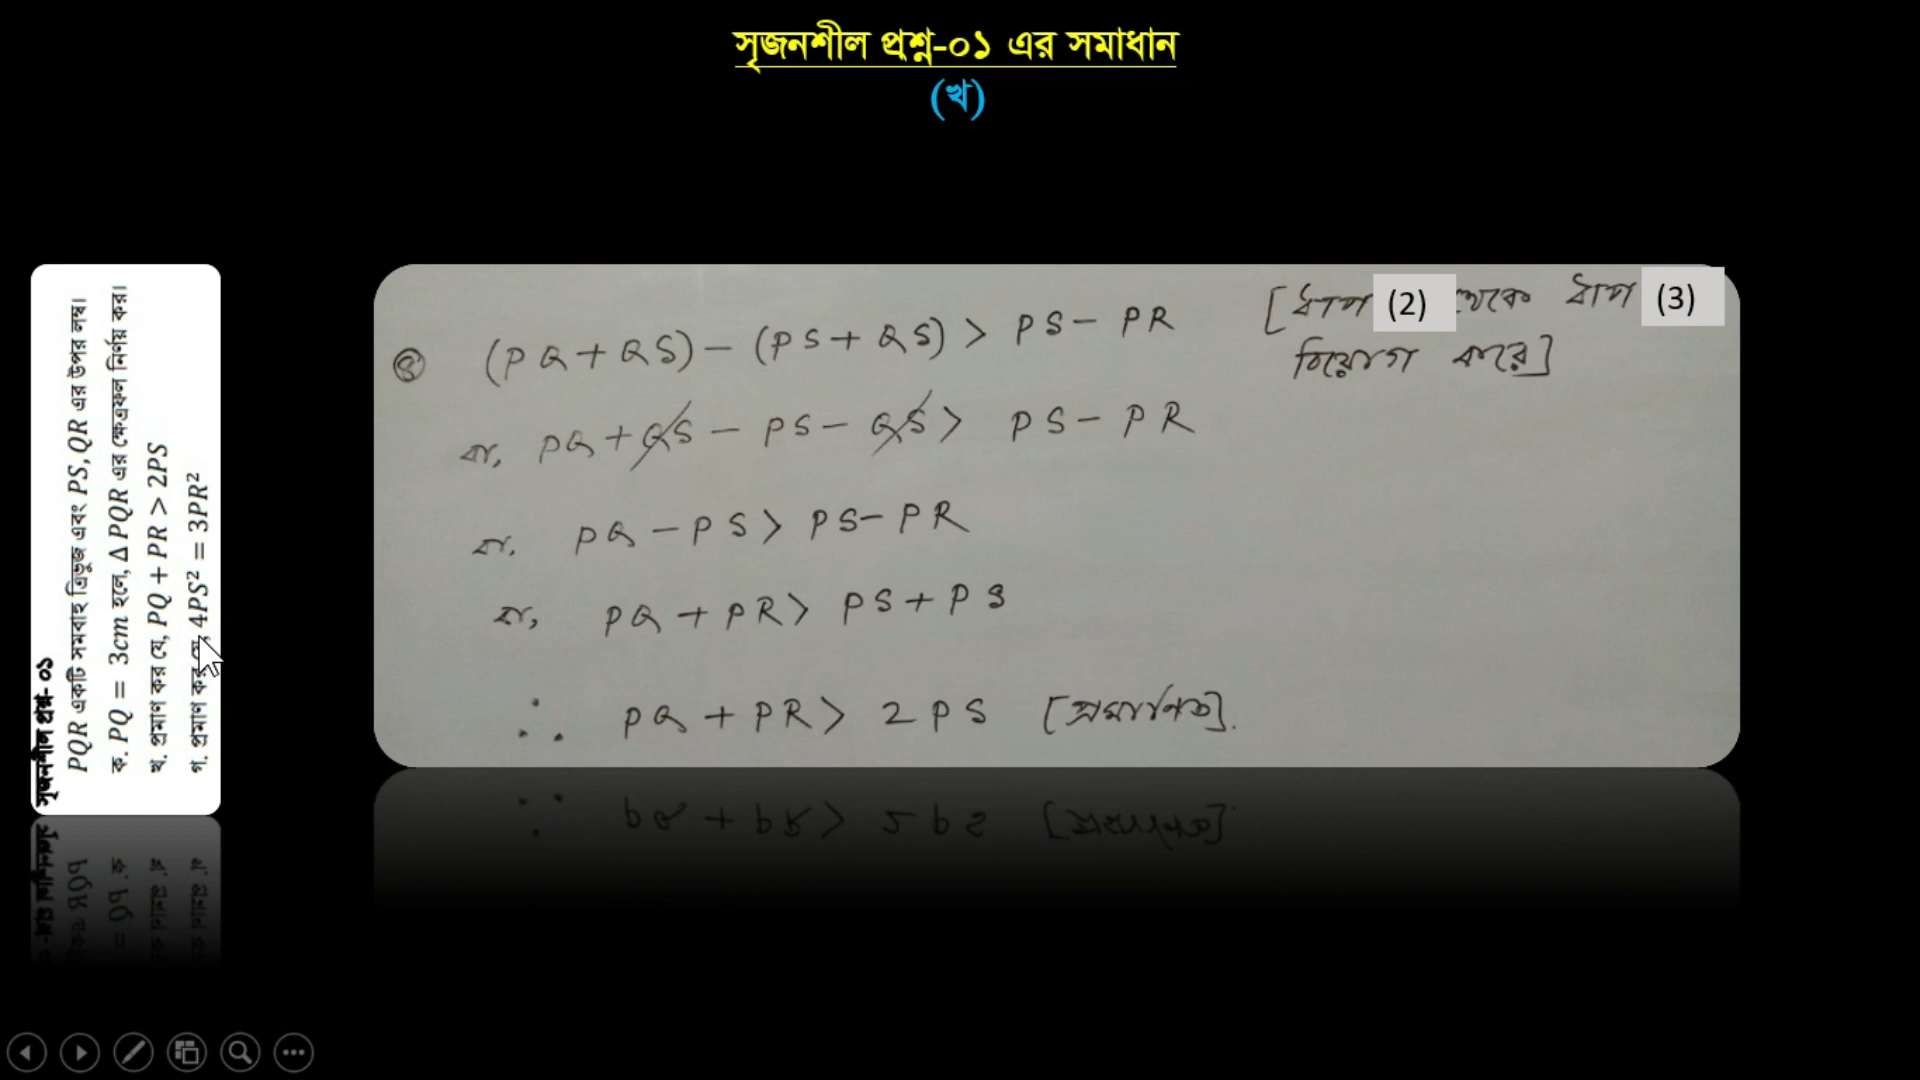 সৃজনশীল প্রশ্ন-০১ এর সমাধান
(খ)
সৃজনশীল প্রশ্ন- ০১
PQR একটি সমবাহু ত্রিভুজ এবং PS, QR এর উপর লম্ব।
ক. PQ = 3cm হলে, Δ PQR এর ক্ষেত্রফল নির্ণয় কর।
খ. প্রমাণ কর যে, PQ + PR > 2PS
গ. প্রমাণ কর যে, 4PS² = 3PR²
④ (PQ+QS) - (PS+QS) > PS - PR [ধাপ (2) থেকে ধাপ (3)
বিয়োগ করে]
বা, PQ + QS - PS - QS > PS - PR
বা, PQ - PS > PS - PR
বা, PQ + PR > PS + PS
∴ PQ + PR > 2PS [প্রমাণিত].